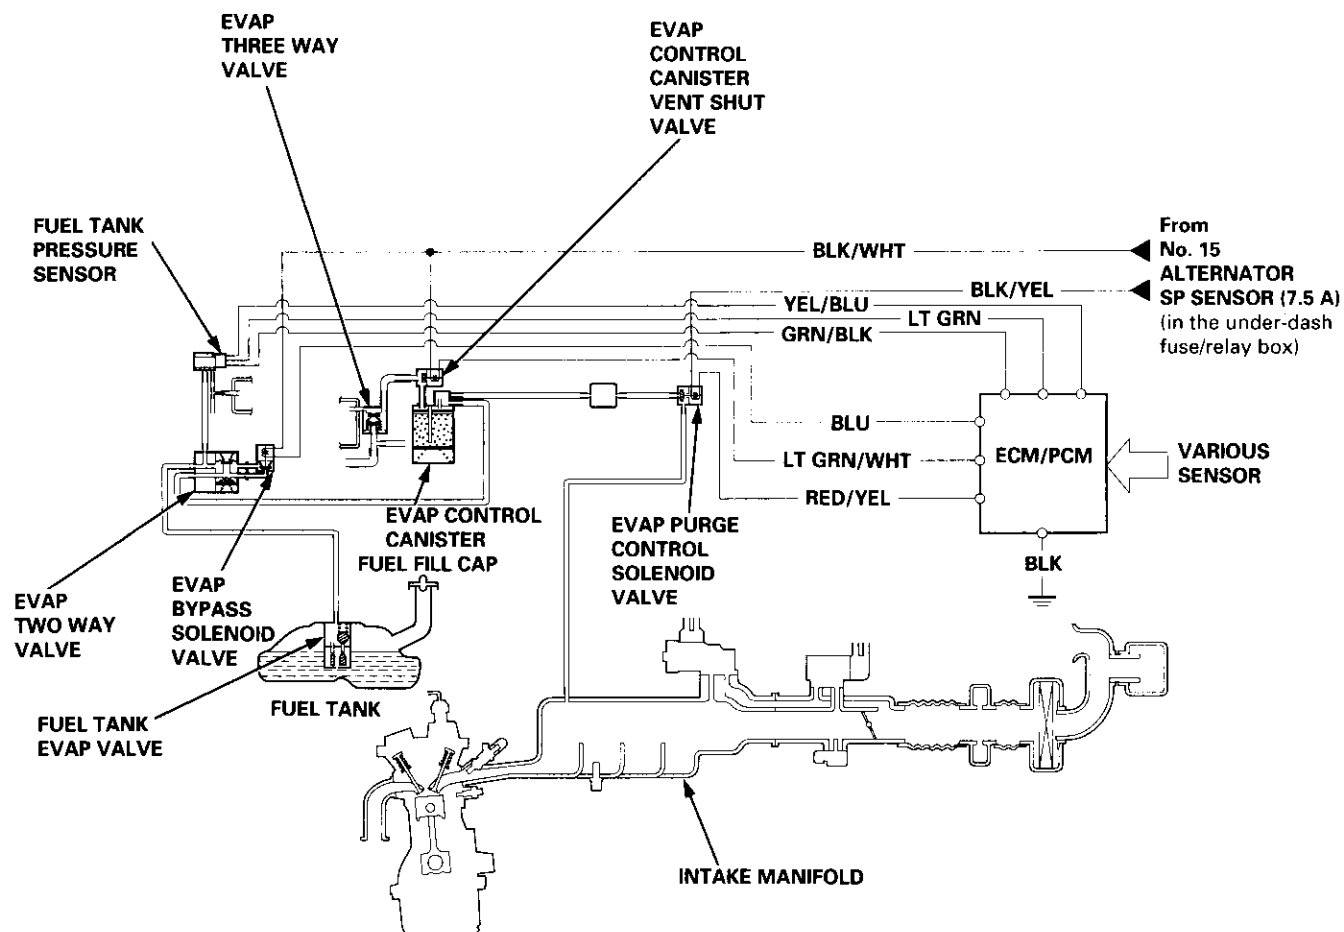 EVAP
THREE WAY
VALVE
EVAP
CONTROL
CANISTER
VENT SHUT
VALVE
FUEL TANK
PRESSURE
SENSOR
BLK/WHT
From
No. 15
ALTERNATOR
SP SENSOR (7.5 A)
(in the under-dash
fuse/relay box)
BLK/YEL
YEL/BLU
LT GRN
GRN/BLK
BLU
LT GRN/WHT
RED/YEL
ECM/PCM
VARIOUS
SENSOR
BLK
EVAP CONTROL
CANISTER
FUEL FILL CAP
EVAP PURGE
CONTROL
SOLENOID
VALVE
EVAP
TWO WAY
VALVE
EVAP
BYPASS
SOLENOID
VALVE
FUEL TANK
FUEL TANK
EVAP VALVE
INTAKE MANIFOLD